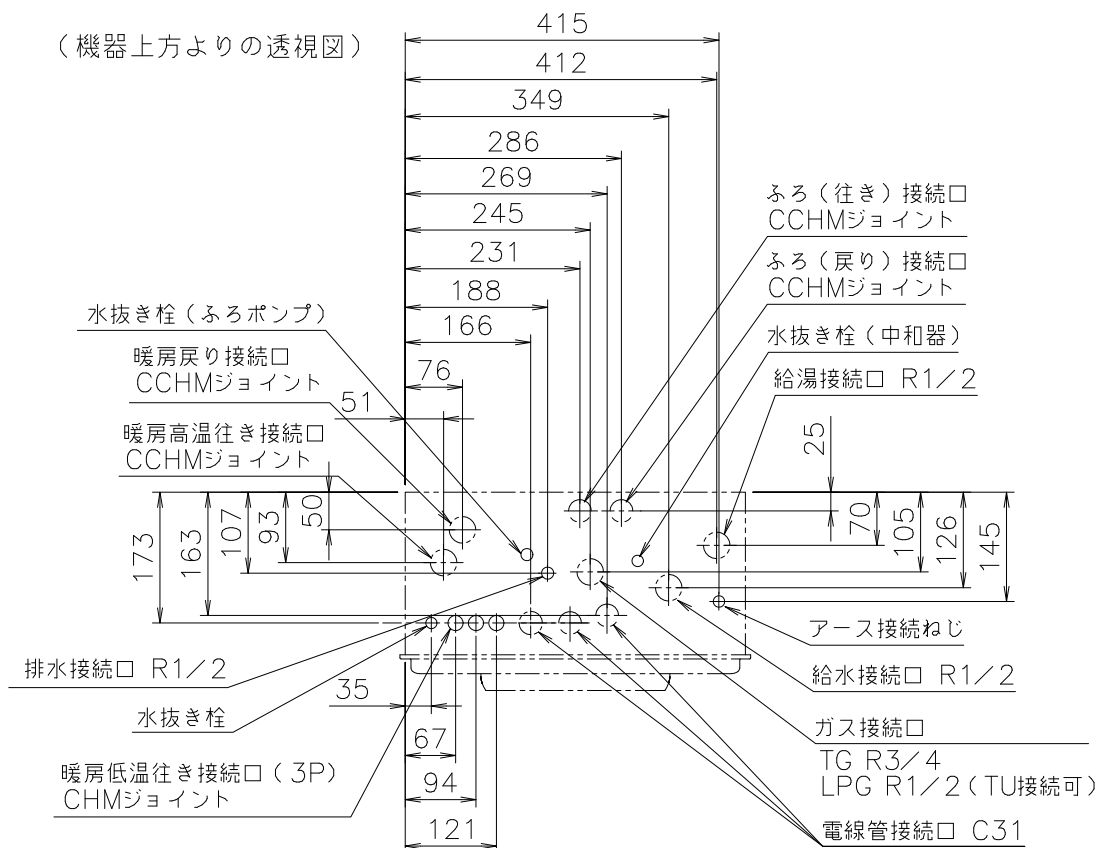 （機器上方よりの透視図）
415
412
349
286
269
245
231
188
166
76
51
ふろ（往き）接続口
CCHMジョイント
ふろ（戻り）接続口
CCHMジョイント
水抜き栓（中和器）
給湯接続口 R1/2
水抜き栓（ふろポンプ）
暖房戻り接続口
CCHMジョイント
暖房高温往き接続口
CCHMジョイント
173
163
107
93
50
25
70
105
126
145
アース接続ねじ
給水接続口 R1/2
ガス接続口
TG R3/4
LPG R1/2（TU接続可）
電線管接続口 C31
排水接続口 R1/2
水抜き栓
暖房低温往き接続口（3P）
CHMジョイント
35
67
94
121